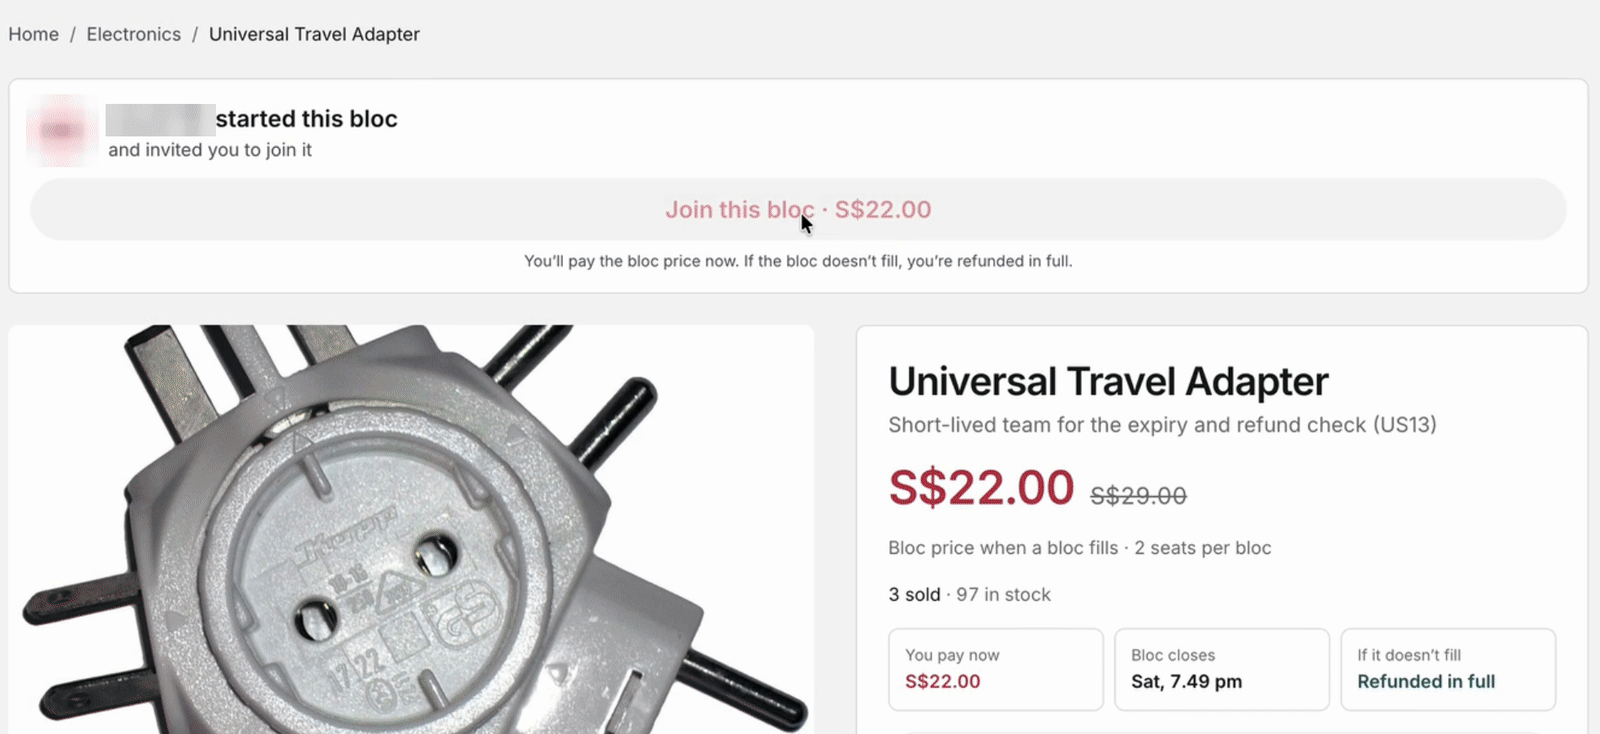 Home / Electronics / Universal Travel Adapter
started this bloc
and invited you to join it
Join this bloc · S$22.00
You’ll pay the bloc price now. If the bloc doesn’t fill, you’re refunded in full.
Universal Travel Adapter
Short-lived team for the expiry and refund check (US13)
S$22.00 S$29.00
Bloc price when a bloc fills · 2 seats per bloc
3 sold · 97 in stock
You pay now
S$22.00
Bloc closes
Sat, 7.49 pm
If it doesn’t fill
Refunded in full
17 22